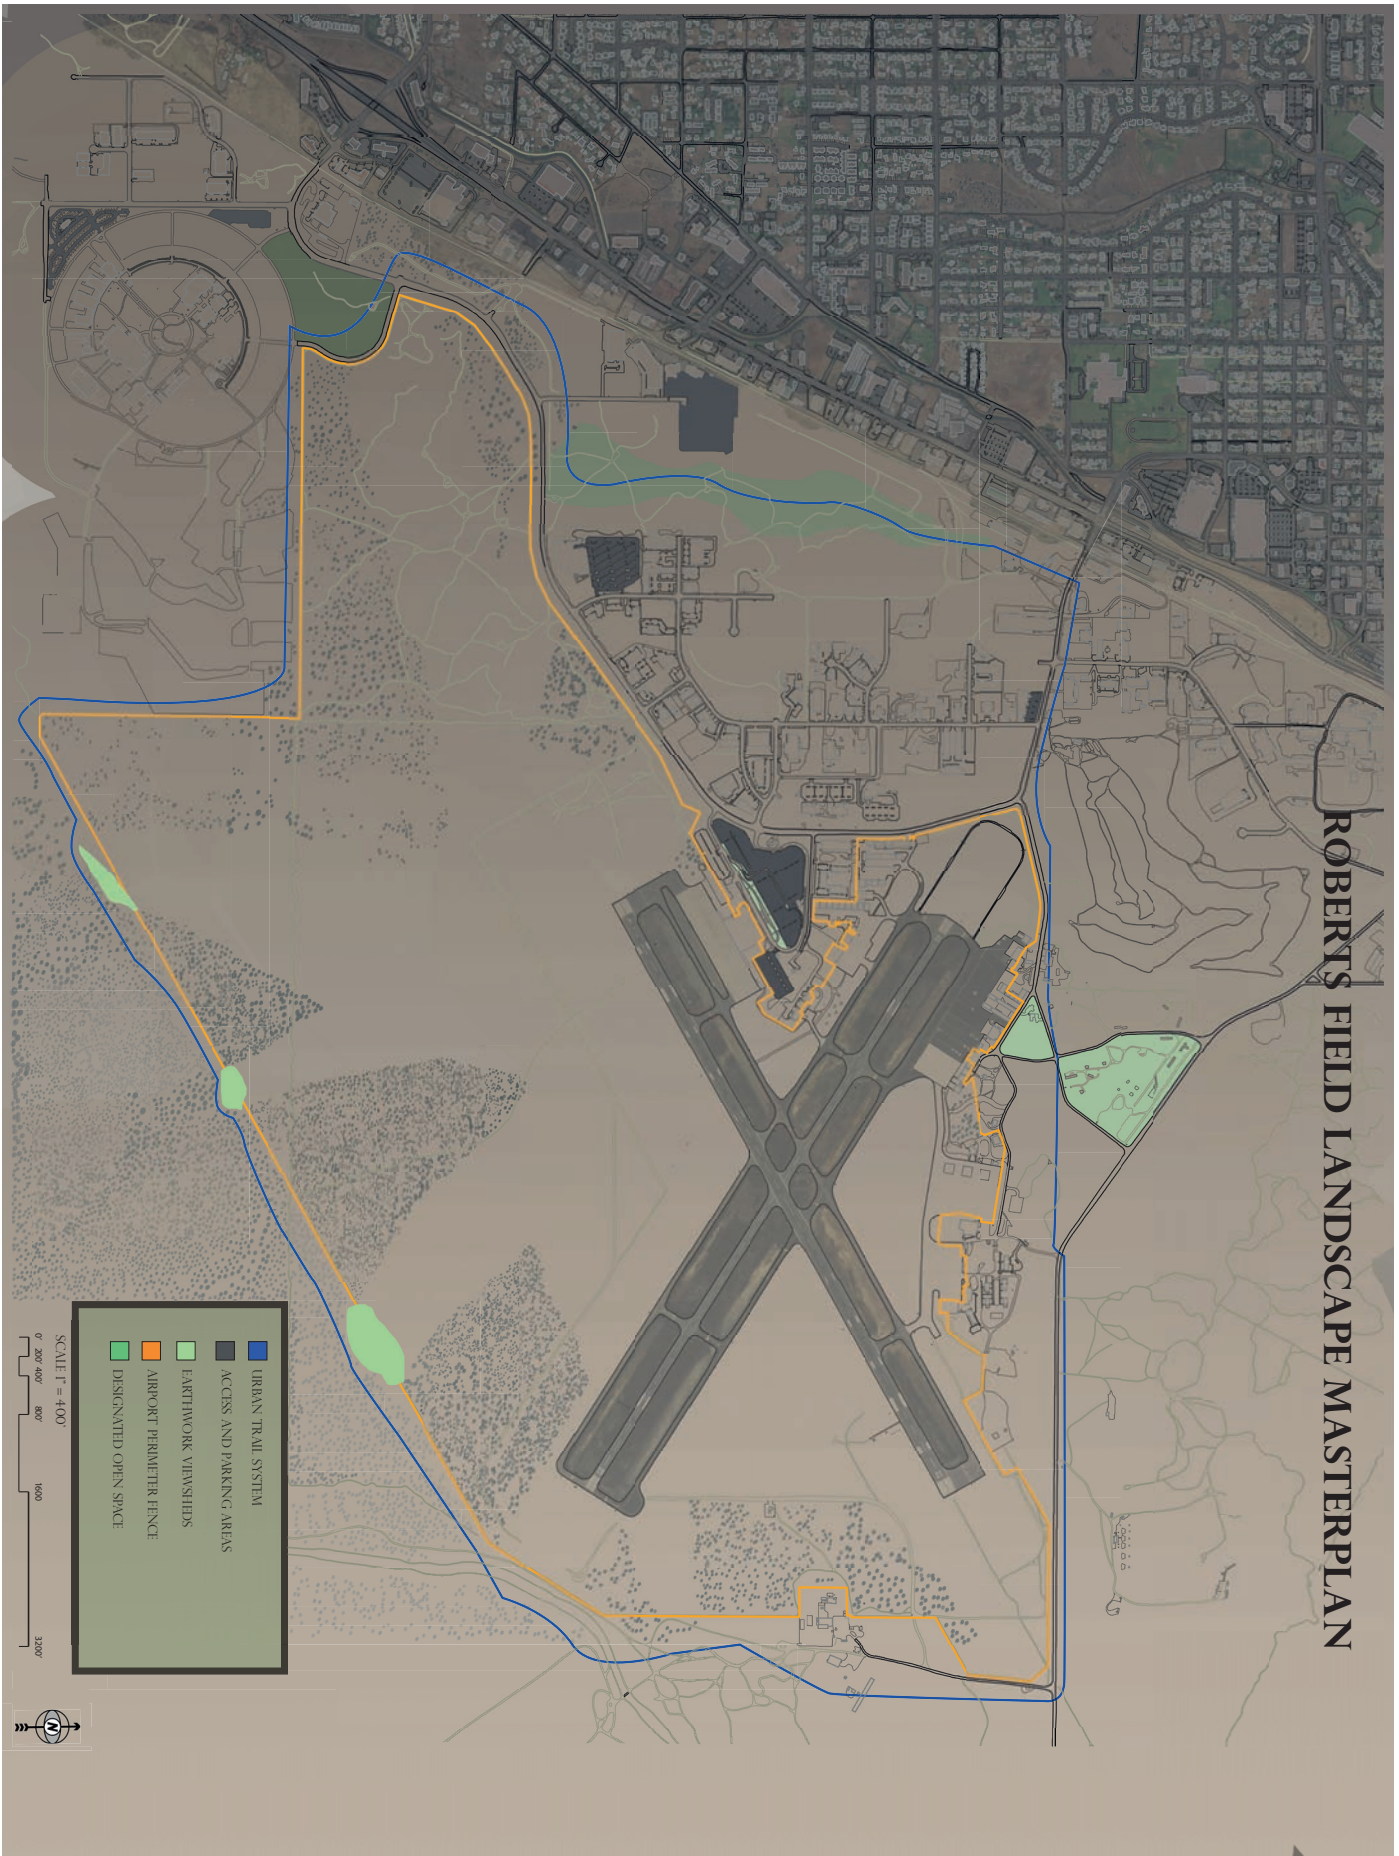 ROBERTS FIELD LANDSCAPE MASTERPLAN
URBAN TRAIL SYSTEM
ACCESS AND PARKING AREAS
EARTHWORK VIEWSHEDS
AIRPORT PERIMETER FENCE
DESIGNATED OPEN SPACE
SCALE 1" = 400'
0' 200' 400' 800' 1600 3200'
N